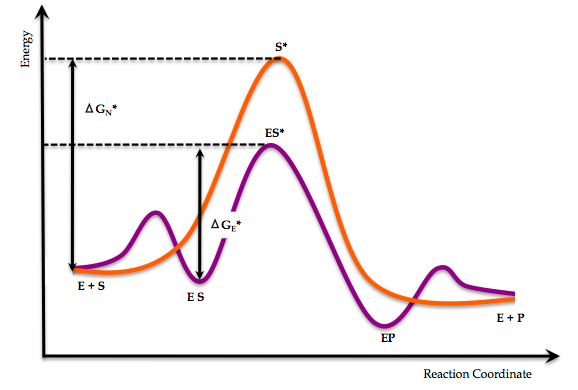 Energy
S*
ΔG_N*
ES*
ΔG_E*
E + S
E S
EP
E + P
Reaction Coordinate